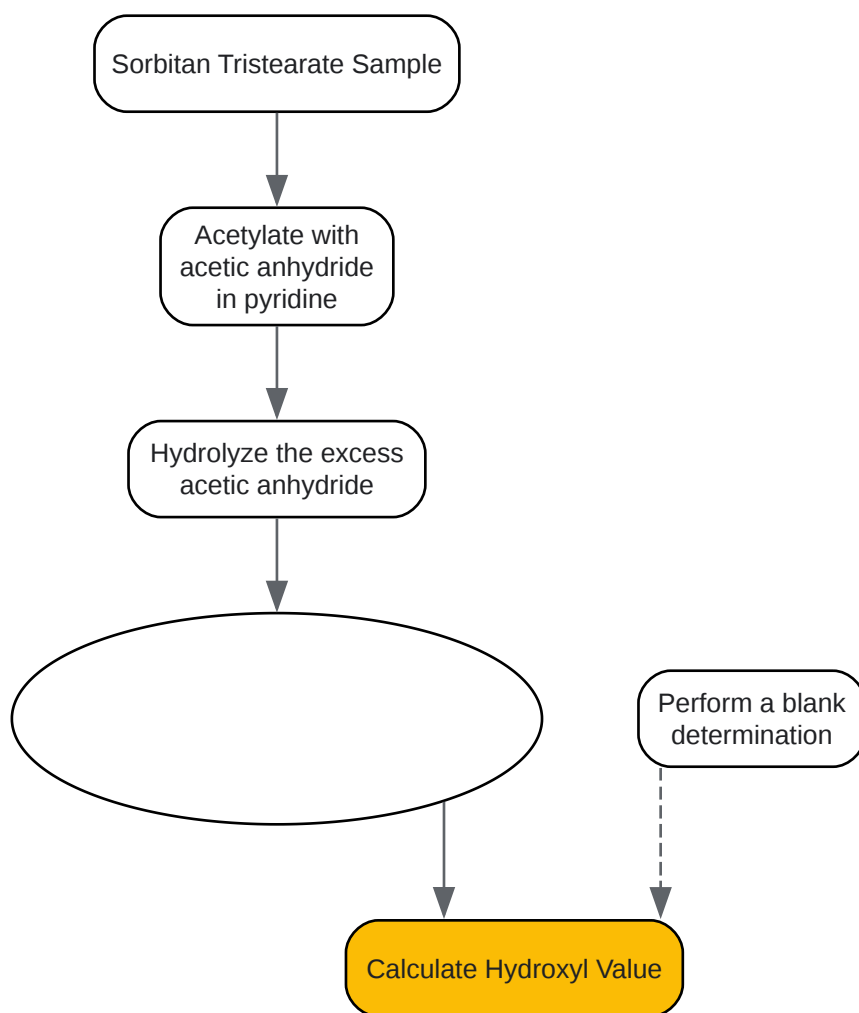 Sorbitan Tristearate Sample
Acetylate with
acetic anhydride
in pyridine
Hydrolyze the excess
acetic anhydride
Perform a blank
determination
Calculate Hydroxyl Value